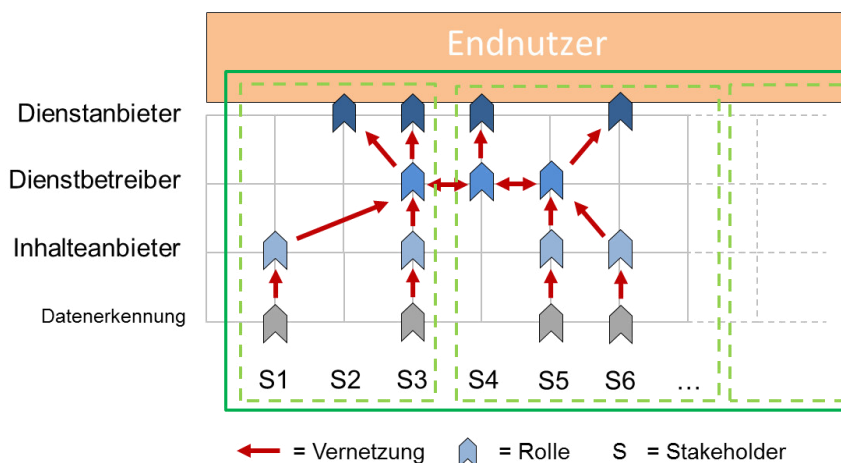 Endnutzer
Dienstanbieter
Dienstbetreiber
Inhalteanbieter
Datenerkennung
S1 S2 S3 S4 S5 S6 ...
= Vernetzung = Rolle S = Stakeholder